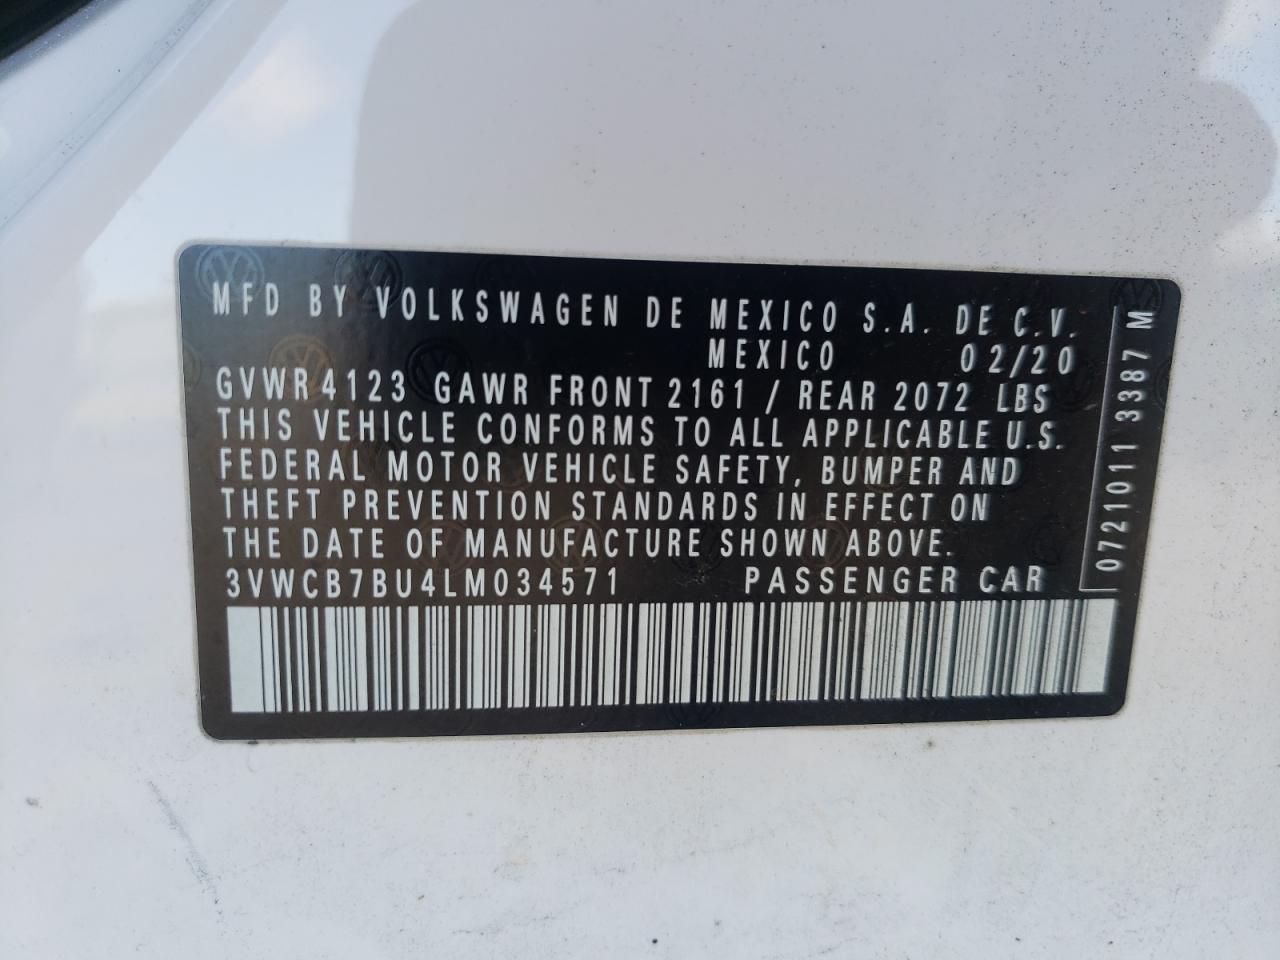 MFD BY VOLKSWAGEN DE MEXICO S.A. DE C.V.
MEXICO 02/20
GVWR 4123 GAWR FRONT 2161 / REAR 2072 LBS
THIS VEHICLE CONFORMS TO ALL APPLICABLE U.S.
FEDERAL MOTOR VEHICLE SAFETY, BUMPER AND
THEFT PREVENTION STANDARDS IN EFFECT ON
THE DATE OF MANUFACTURE SHOWN ABOVE.
3VWCB7BU4LM034571 PASSENGER CAR
0721011 3387 M